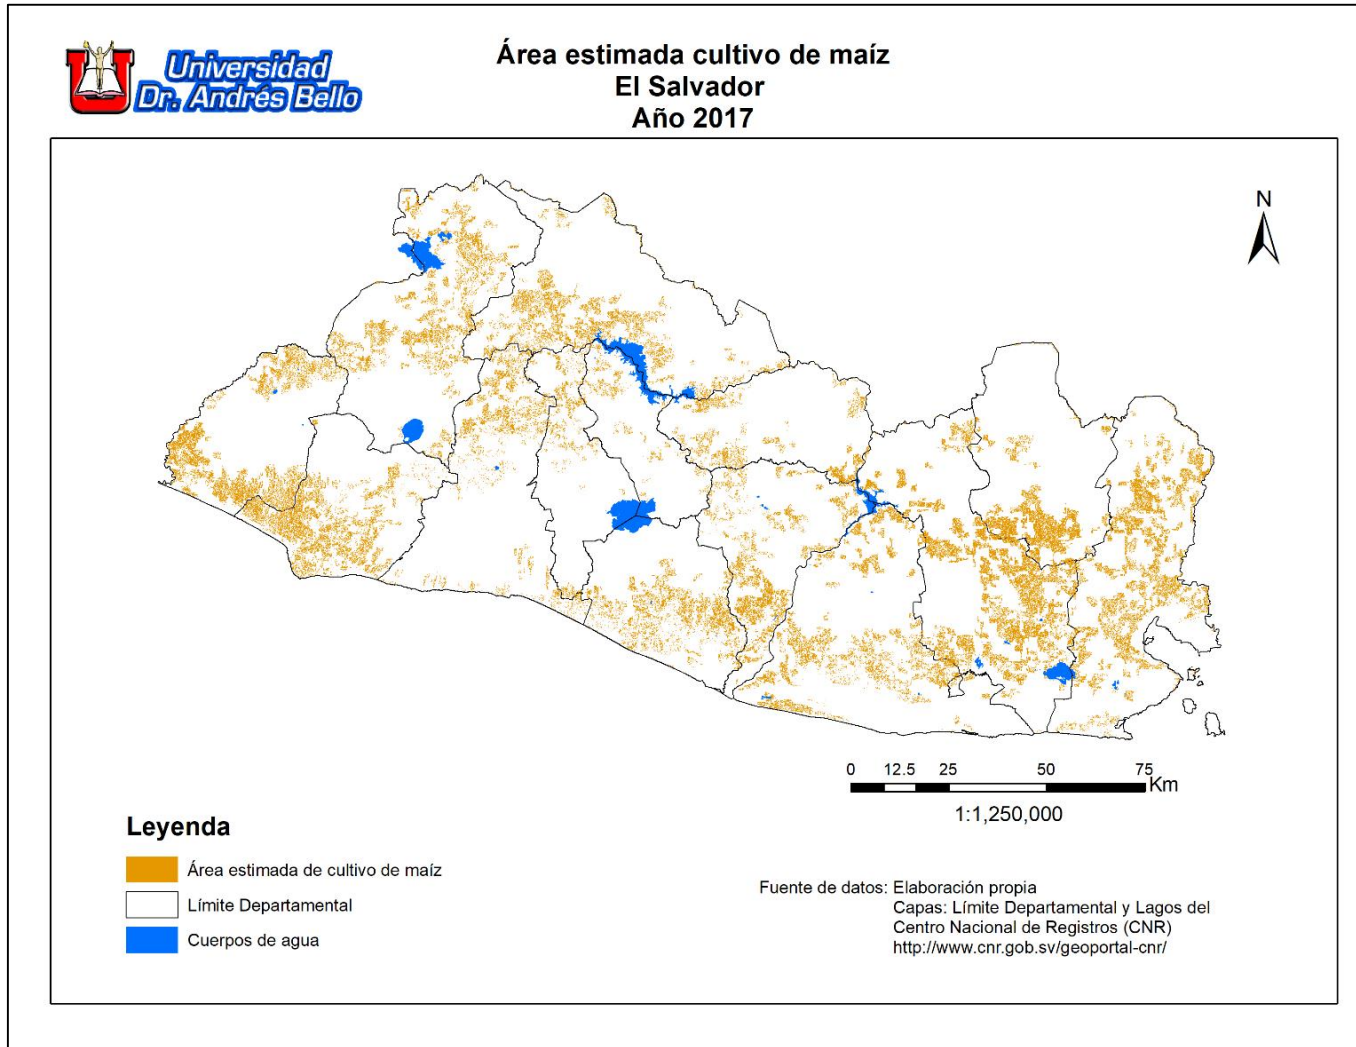 Universidad
Dr. Andrés Bello
Área estimada cultivo de maíz
El Salvador
Año 2017
N
0 12.5 25 50 75
Km
1:1,250,000
Leyenda
Área estimada de cultivo de maíz
Límite Departamental
Cuerpos de agua
Fuente de datos: Elaboración propia
Capas: Límite Departamental y Lagos del
Centro Nacional de Registros (CNR)
http://www.cnr.gob.sv/geoportal-cnr/